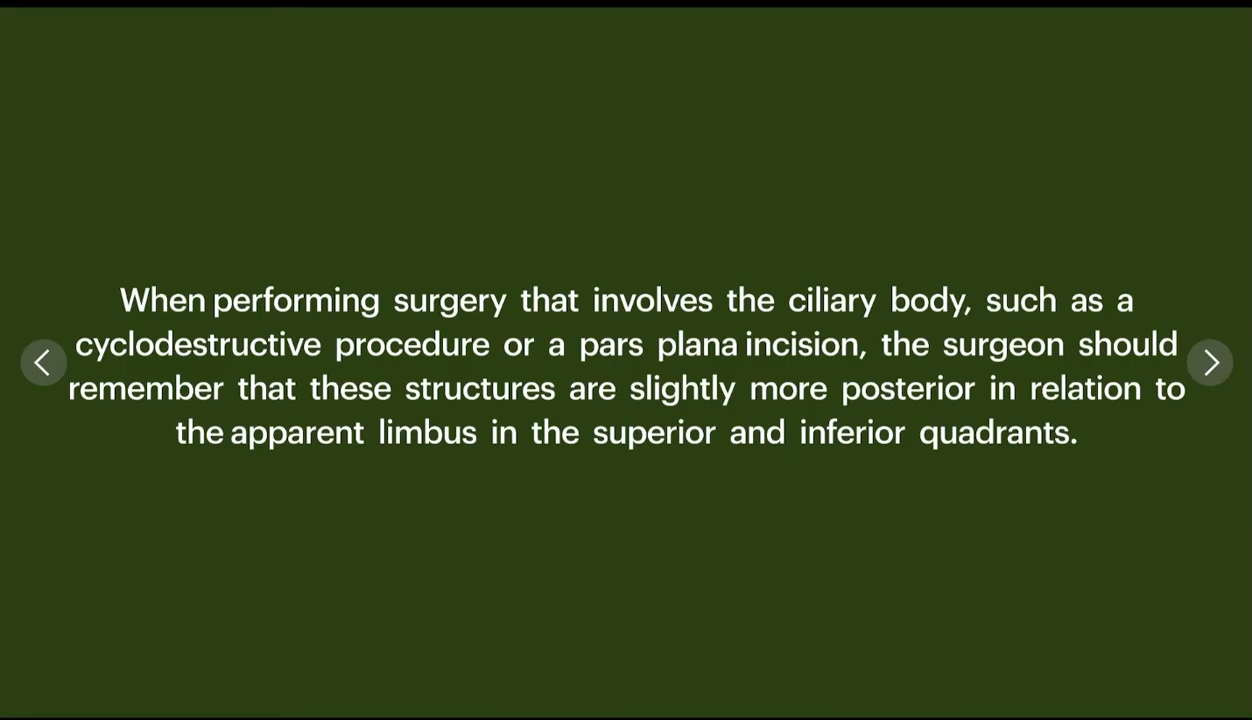 When performing surgery that involves the ciliary body, such as a
cyclodestructive procedure or a pars plana incision, the surgeon should
remember that these structures are slightly more posterior in relation to
the apparent limbus in the superior and inferior quadrants.